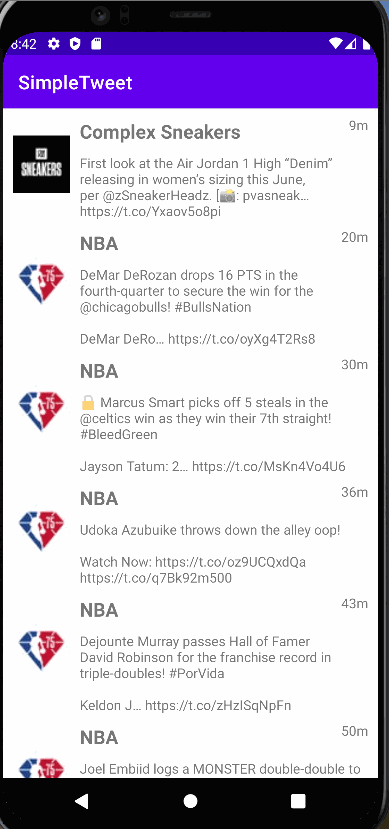 8:42
SimpleTweet
Complex Sneakers
9m
SNEAKERS
First look at the Air Jordan 1 High “Denim”
releasing in women's sizing this June,
per @zSneakerHeadz. [📸: pvasneak…
https://t.co/Yxaov5o8pi
NBA
20m
75
DeMar DeRozan drops 16 PTS in the
fourth-quarter to secure the win for the
@chicagobulls! #BullsNation
DeMar DeRo… https://t.co/oyXg4T2Rs8
NBA
30m
75
🔒 Marcus Smart picks off 5 steals in the
@celtics win as they win their 7th straight!
#BleedGreen
Jayson Tatum: 2… https://t.co/MsKn4Vo4U6
NBA
36m
75
Udoka Azubuike throws down the alley oop!
Watch Now: https://t.co/oz9UCQxdQa
https://t.co/q7Bk92m500
NBA
43m
75
Dejounte Murray passes Hall of Famer
David Robinson for the franchise record in
triple-doubles! #PorVida
Keldon J… https://t.co/zHzISqNpFn
NBA
50m
75
Joel Embiid logs a MONSTER double-double to